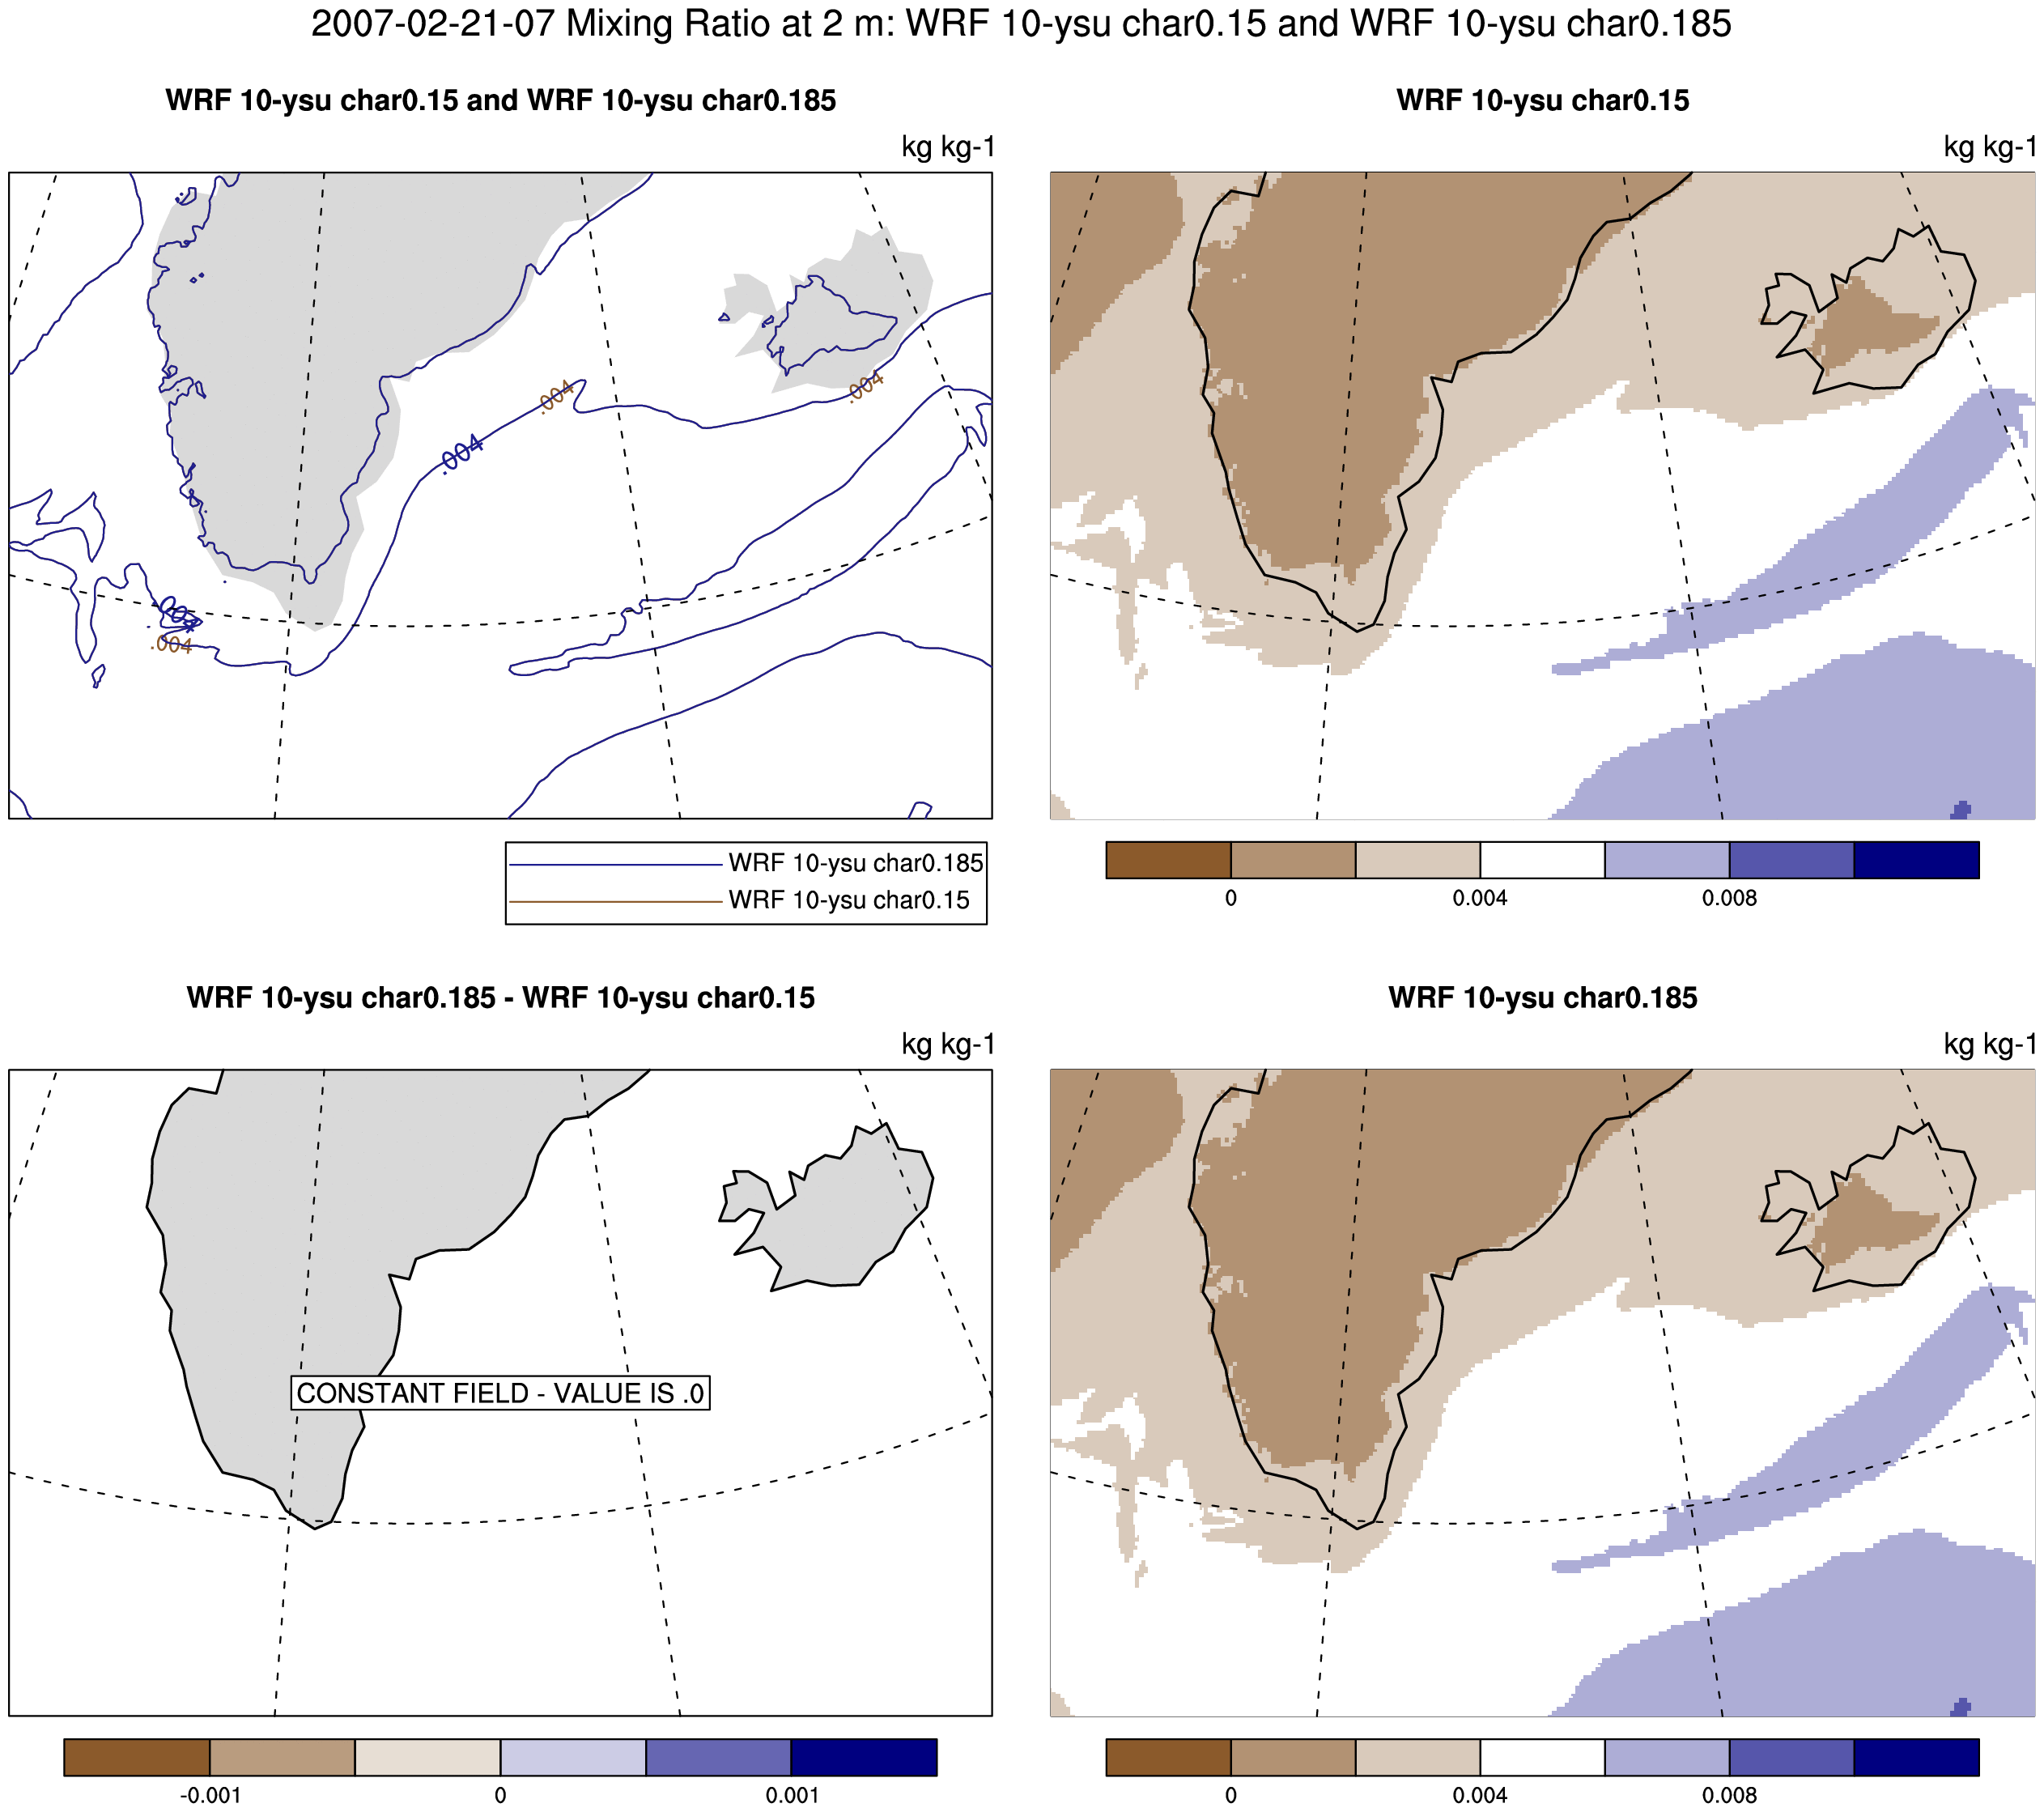 2007-02-21-07 Mixing Ratio at 2 m: WRF 10-ysu char0.15 and WRF 10-ysu char0.185
WRF 10-ysu char0.15 and WRF 10-ysu char0.185
kg kg-1
.004
.004
.004
.004
WRF 10-ysu char0.185
WRF 10-ysu char0.15
WRF 10-ysu char0.15
kg kg-1
0 0.004 0.008
WRF 10-ysu char0.185 - WRF 10-ysu char0.15
kg kg-1
CONSTANT FIELD - VALUE IS .0
-0.001 0 0.001
WRF 10-ysu char0.185
kg kg-1
0 0.004 0.008